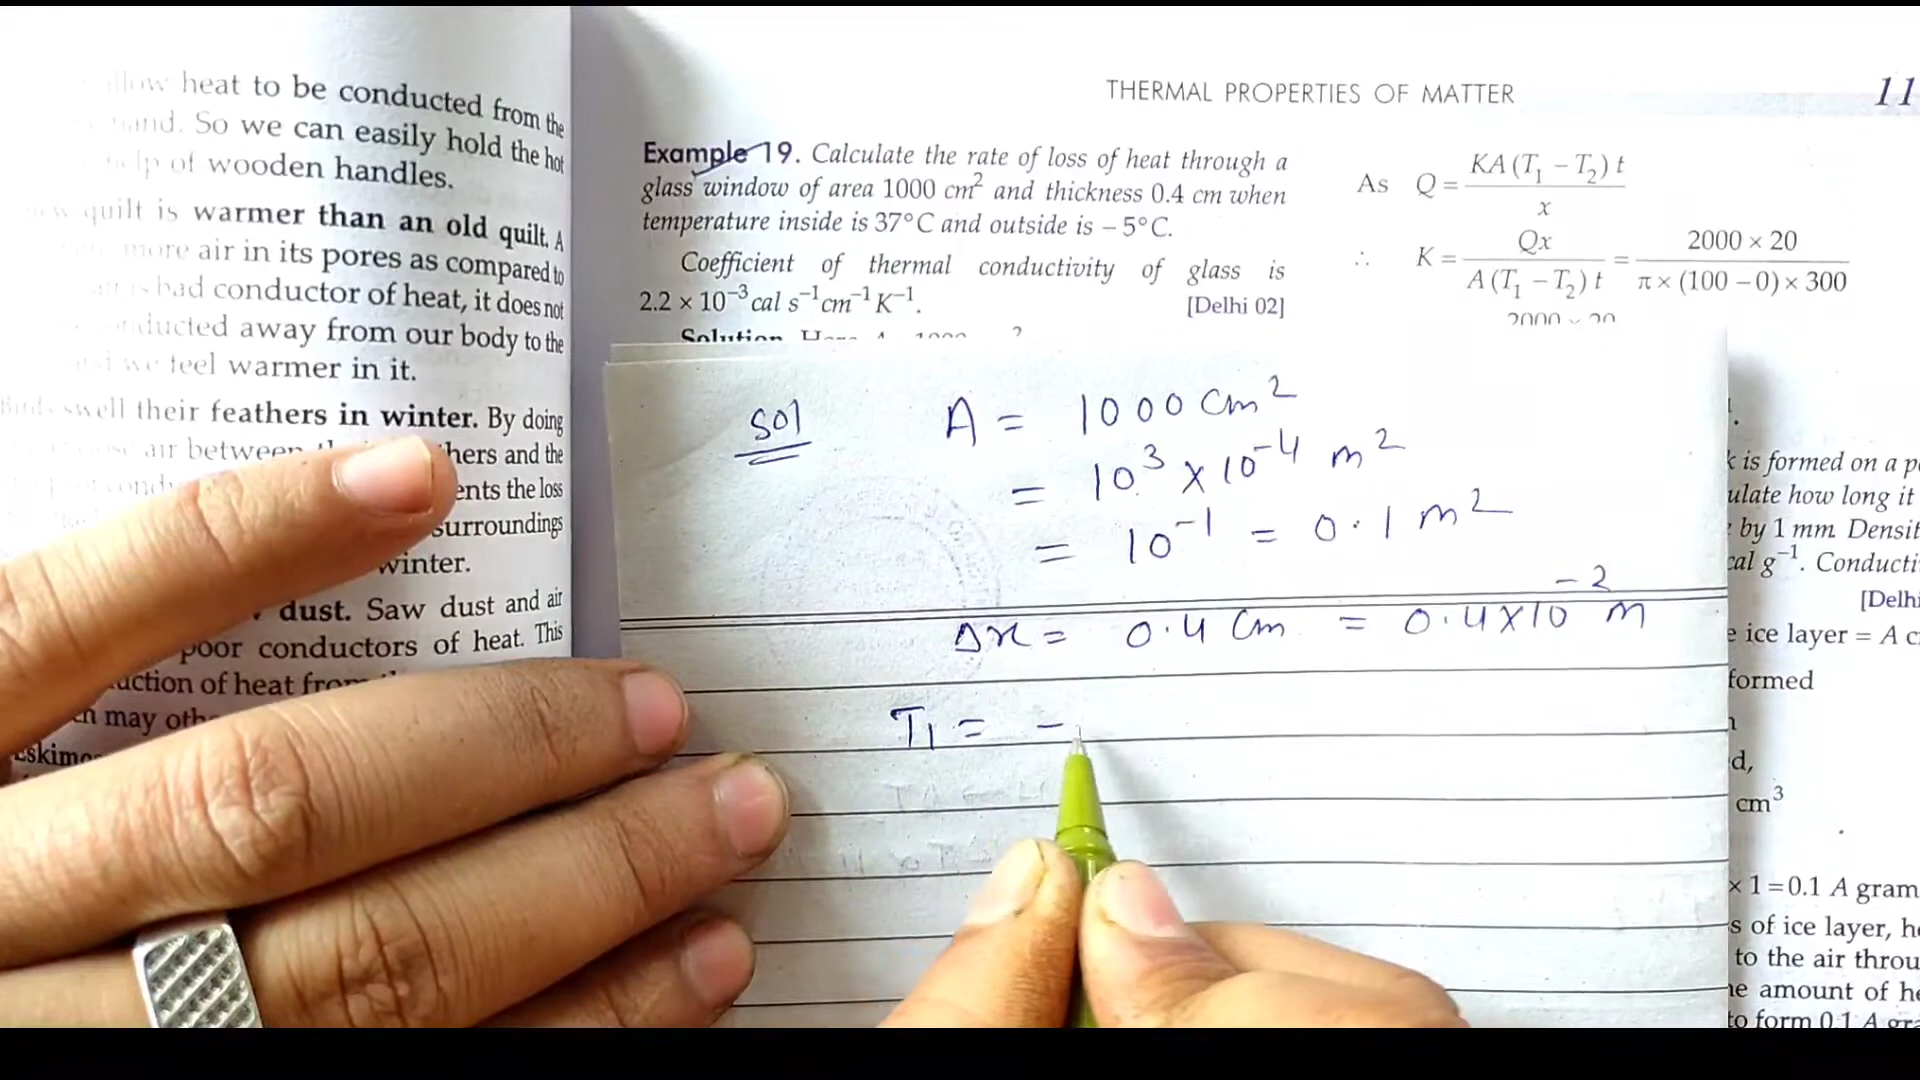 heat to be conducted from the
hand. So we can easily hold the hot
help of wooden handles.
quilt is warmer than an old quilt. A
more air in its pores as compared to
is bad conductor of heat, it does not
conducted away from our body to the
we feel warmer in it.
swell their feathers in winter. By doing
air between
hers and the
ents the loss
surroundings
winter.
dust. Saw dust and air
poor conductors of heat. This
uction of heat from
may oth
THERMAL PROPERTIES OF MATTER
11
Example 19. Calculate the rate of loss of heat through a
glass window of area 1000 cm² and thickness 0.4 cm when
temperature inside is 37°C and outside is – 5°C.
Coefficient of thermal conductivity of glass is
2.2 × 10⁻³ cal s⁻¹ cm⁻¹ K⁻¹. [Delhi 02]
Solution
As Q = KA (T₁ – T₂) t / x
∴ K = Qx / A (T₁ – T₂) t = 2000 × 20 / π × (100 – 0) × 300
2000 × 20
Sol A = 1000 cm²
= 10³ × 10⁻⁴ m²
= 10⁻¹ = 0.1 m²
Δx = 0.4 cm = 0.4×10⁻² m
T₁ = -
k is formed on a p
ulate how long it
by 1 mm. Densit
cal g⁻¹. Conducti
[Delhi
e ice layer = A c
formed
d,
cm³
× 1 = 0.1 A gram
s of ice layer, h
to the air throu
e amount of he
to form 0.1 A gr